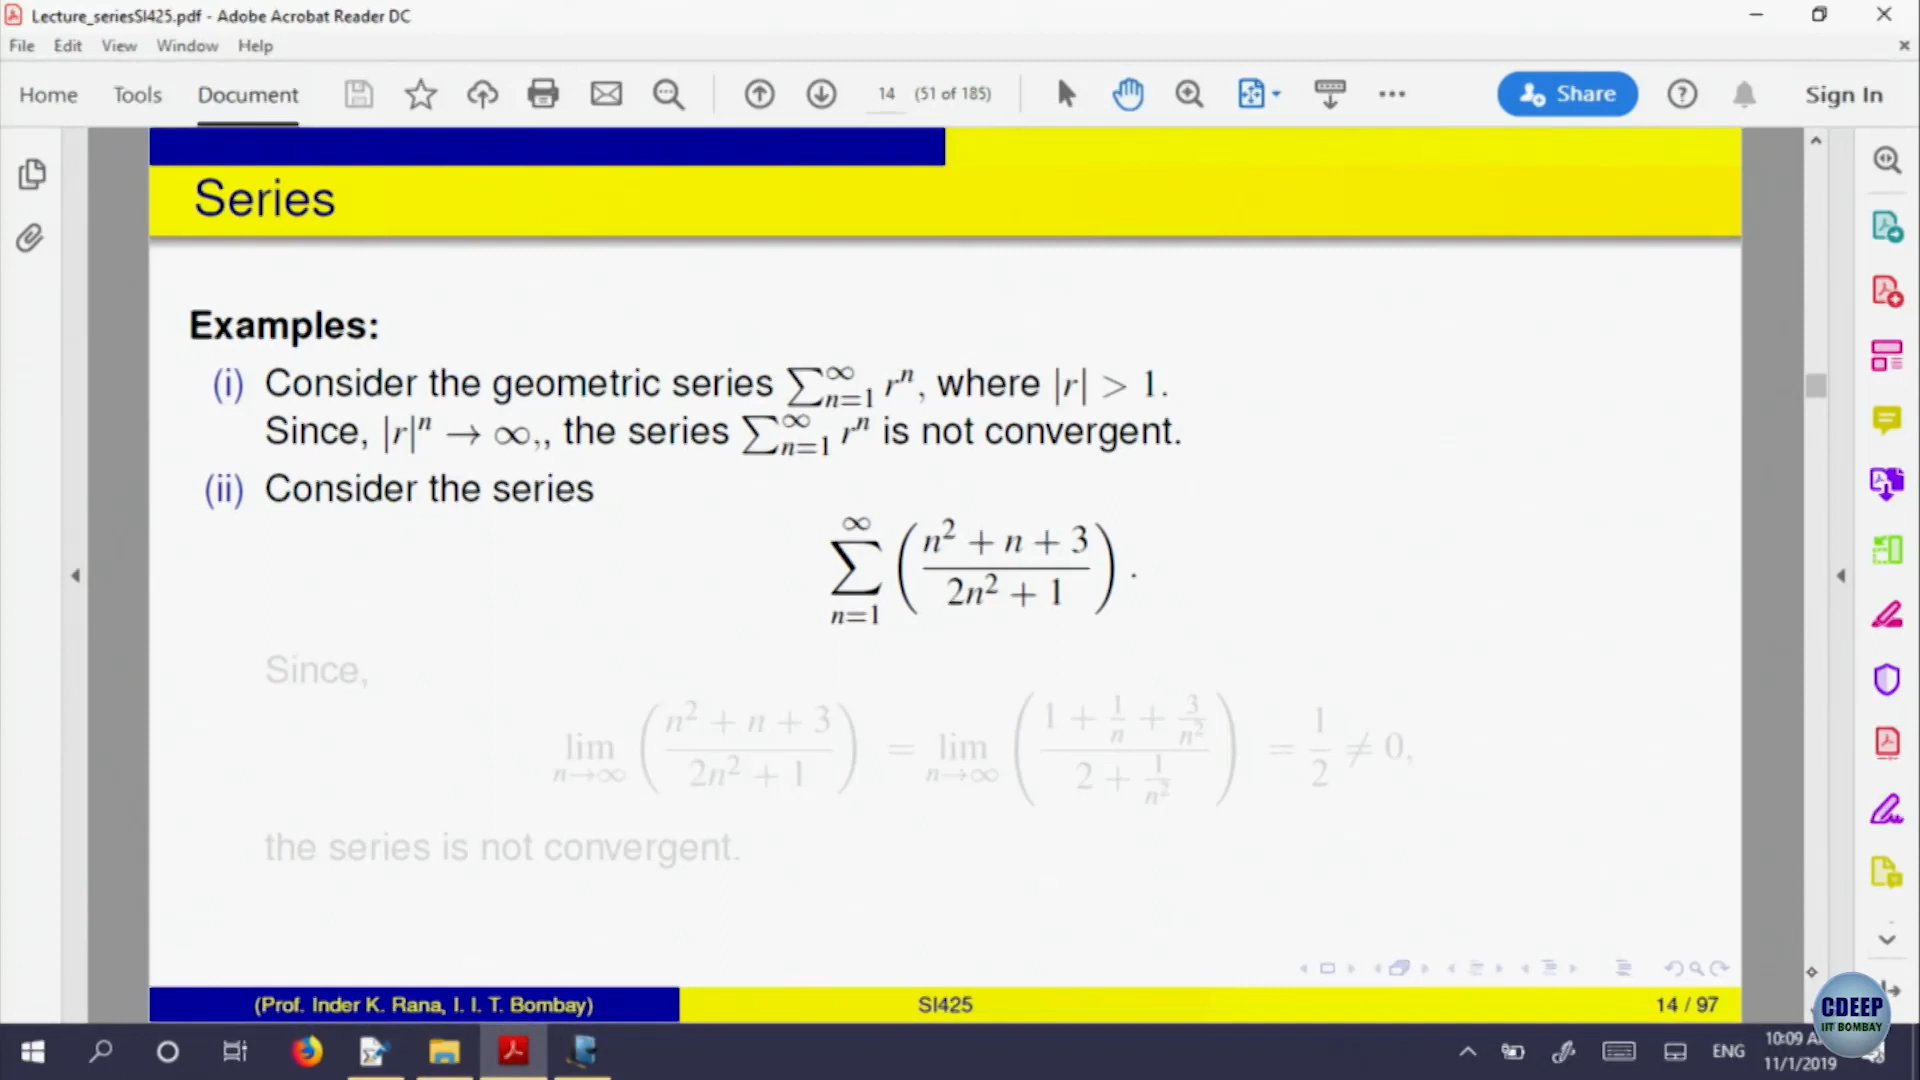 Lecture_seriesSI425.pdf - Adobe Acrobat Reader DC
File Edit View Window Help
Home Tools Document 14 (51 of 185) Share Sign In
Series
Examples:
(i) Consider the geometric series ∑_{n=1}^{∞} r^n, where |r| > 1.
Since, |r|^n → ∞,, the series ∑_{n=1}^{∞} r^n is not convergent.
(ii) Consider the series
∑_{n=1}^{∞} ( (n^2 + n + 3) / (2n^2 + 1) ) .
Since,
lim_{n→∞} ( (n^2 + n + 3) / (2n^2 + 1) ) = lim_{n→∞} ( (1 + 1/n + 3/n^2) / (2 + 1/n^2) ) = 1/2 ≠ 0,
the series is not convergent.
(Prof. Inder K. Rana, I. I. T. Bombay) SI425 14 / 97
CDEEP
IIT BOMBAY
ENG 10:09
11/1/2019